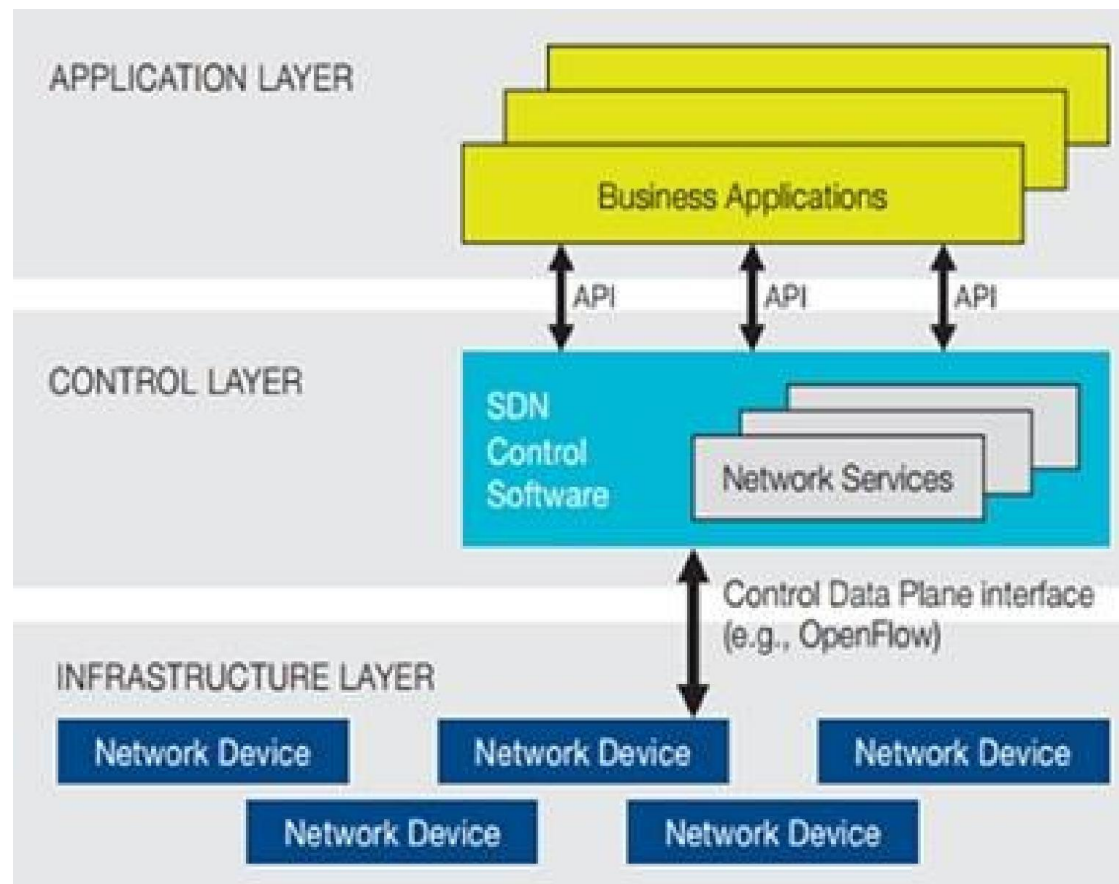 APPLICATION LAYER
Business Applications
API
API
API
CONTROL LAYER
SDN
Control
Software
Network Services
Control Data Plane interface
(e.g., OpenFlow)
INFRASTRUCTURE LAYER
Network Device
Network Device
Network Device
Network Device
Network Device